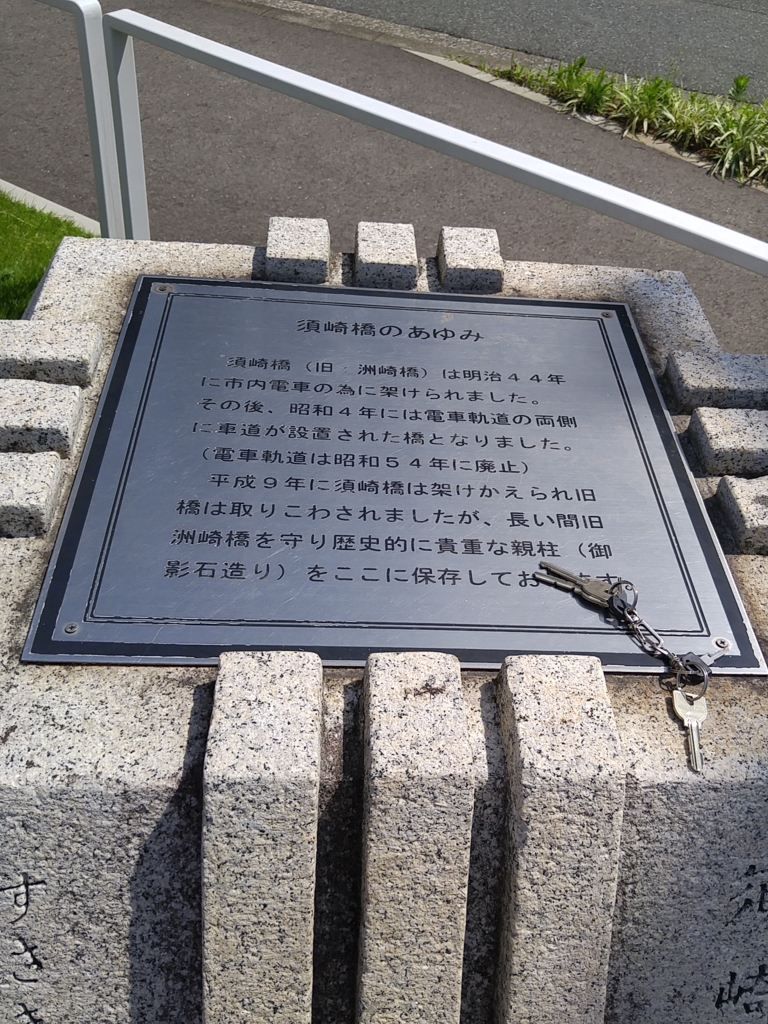 須崎橋のあゆみ
須崎橋（旧：洲崎橋）は明治４４年
に市内電車の為に架けられました。
その後、昭和４年には電車軌道の両側
に車道が設置された橋となりました。
（電車軌道は昭和５４年に廃止）
平成９年に須崎橋は架けかえられ旧
橋は取りこわされましたが、長い間旧
洲崎橋を守り歴史的に貴重な親柱（御
影石造り）をここに保存してお
すさき
須崎